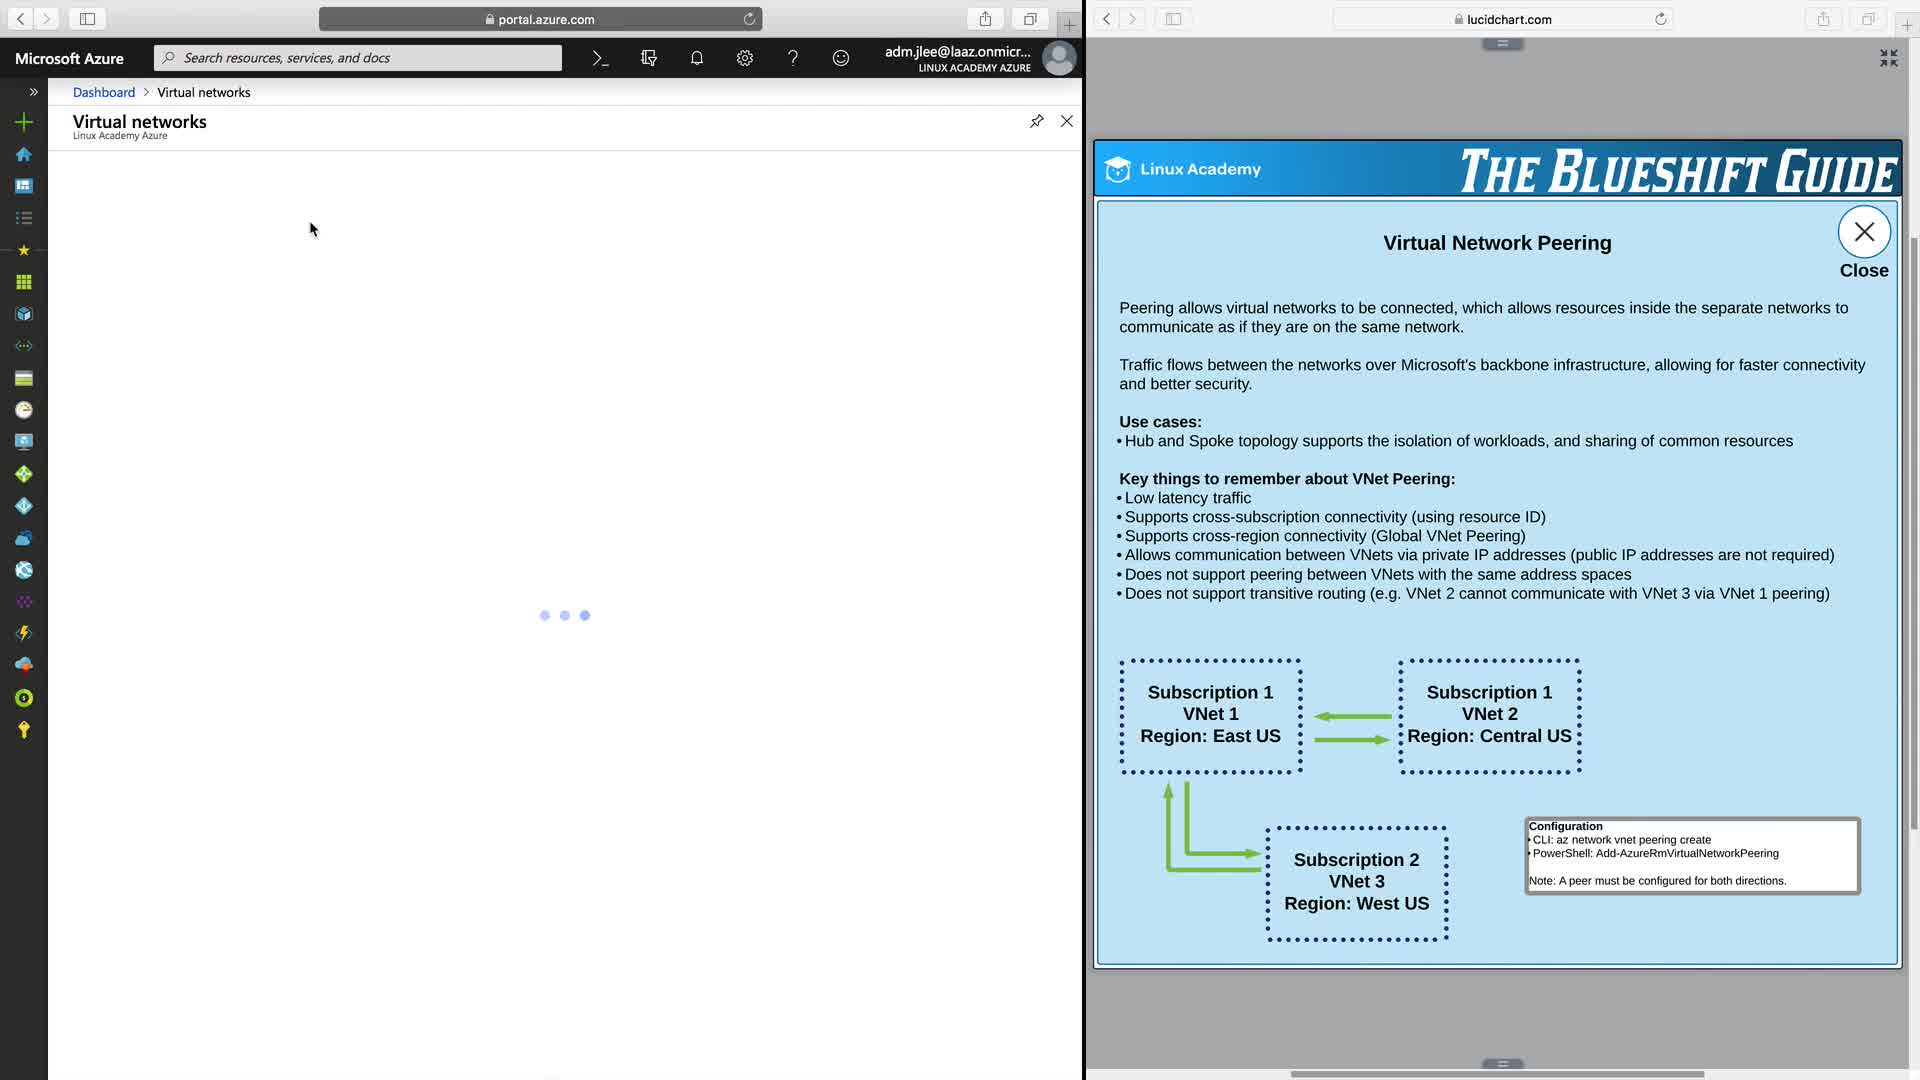 portal.azure.com
lucidchart.com
Microsoft Azure
Search resources, services, and docs
adm.jlee@laaz.onmicr...
LINUX ACADEMY AZURE
Dashboard > Virtual networks
Virtual networks
Linux Academy Azure
Linux Academy
THE BLUESHIFT GUIDE
Virtual Network Peering
Close
Peering allows virtual networks to be connected, which allows resources inside the separate networks to
communicate as if they are on the same network.
Traffic flows between the networks over Microsoft's backbone infrastructure, allowing for faster connectivity
and better security.
Use cases:
• Hub and Spoke topology supports the isolation of workloads, and sharing of common resources
Key things to remember about VNet Peering:
• Low latency traffic
• Supports cross-subscription connectivity (using resource ID)
• Supports cross-region connectivity (Global VNet Peering)
• Allows communication between VNets via private IP addresses (public IP addresses are not required)
• Does not support peering between VNets with the same address spaces
• Does not support transitive routing (e.g. VNet 2 cannot communicate with VNet 3 via VNet 1 peering)
Subscription 1
VNet 1
Region: East US
Subscription 1
VNet 2
Region: Central US
Subscription 2
VNet 3
Region: West US
Configuration
• CLI: az network vnet peering create
• PowerShell: Add-AzureRmVirtualNetworkPeering
Note: A peer must be configured for both directions.